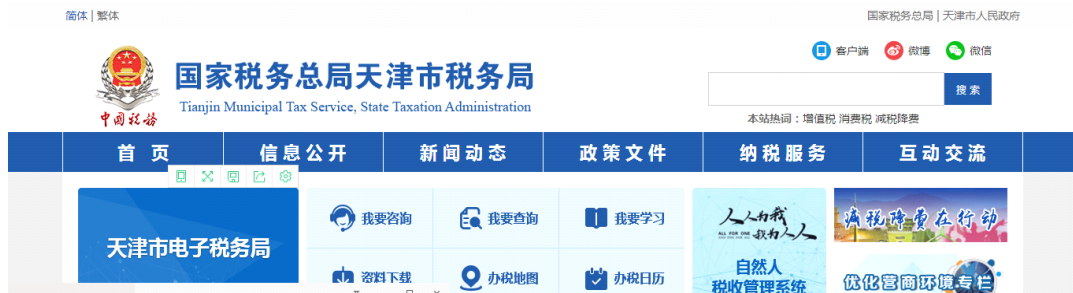 简体 | 繁体
国家税务总局 | 天津市人民政府
客户端 微博 微信
国家税务总局天津市税务局
Tianjin Municipal Tax Service, State Taxation Administration
中国税务
搜索
本站热词：增值税 消费税 减税降费
首页 信息公开 新闻动态 政策文件 纳税服务 互动交流
天津市电子税务局
我要咨询 我要查询 我要学习
资料下载 办税地图 办税日历
人人为我
ALL FOR ONE
我为人人
自然人
税收管理系统
减税降费在行动
优化营商环境专栏